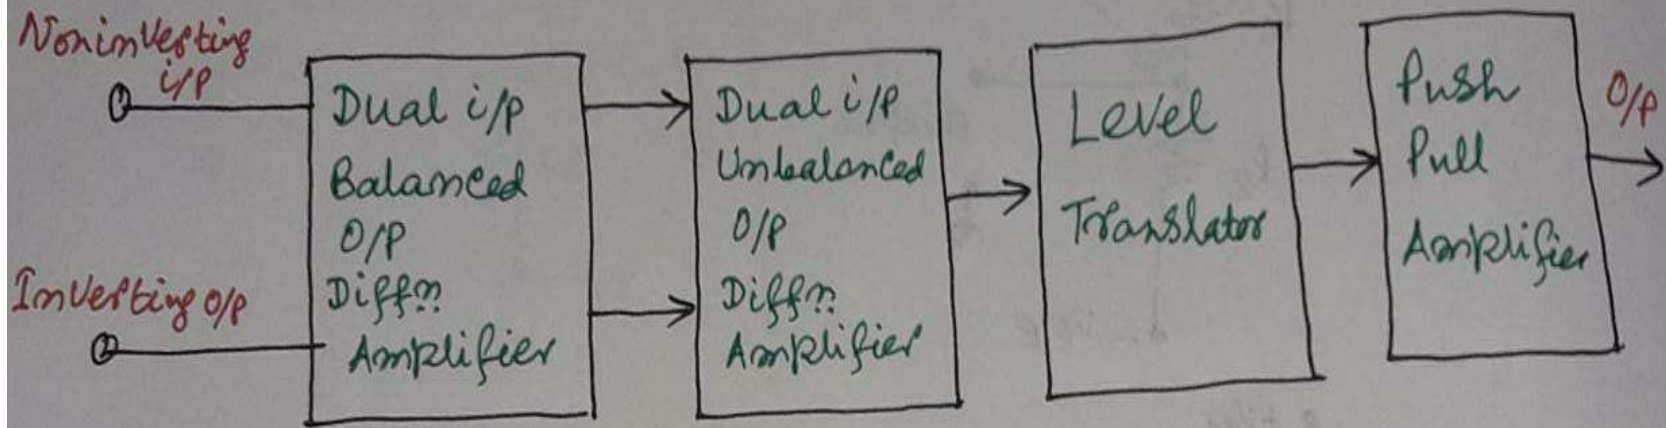 Noninverting
i/p
Dual i/p
Balanced
O/P
Diffn.
Amplifier
Inverting O/P
Dual i/p
Unbalanced
O/P
Diffn.
Amplifier
Level
Translator
Push
Pull
Amplifier
O/P